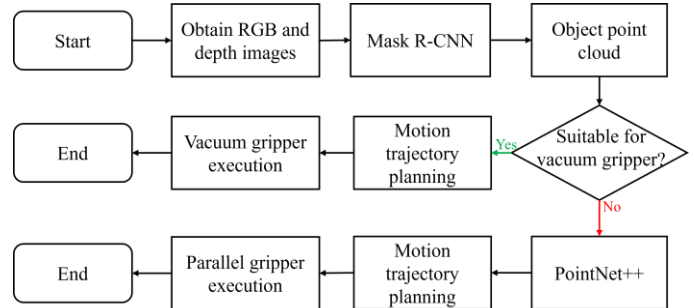 Start
Obtain RGB and
depth images
Mask R-CNN
Object point
cloud
End
Vacuum gripper
execution
Motion
trajectory
planning
Yes
Suitable for
vacuum gripper?
No
End
Parallel gripper
execution
Motion
trajectory
planning
PointNet++